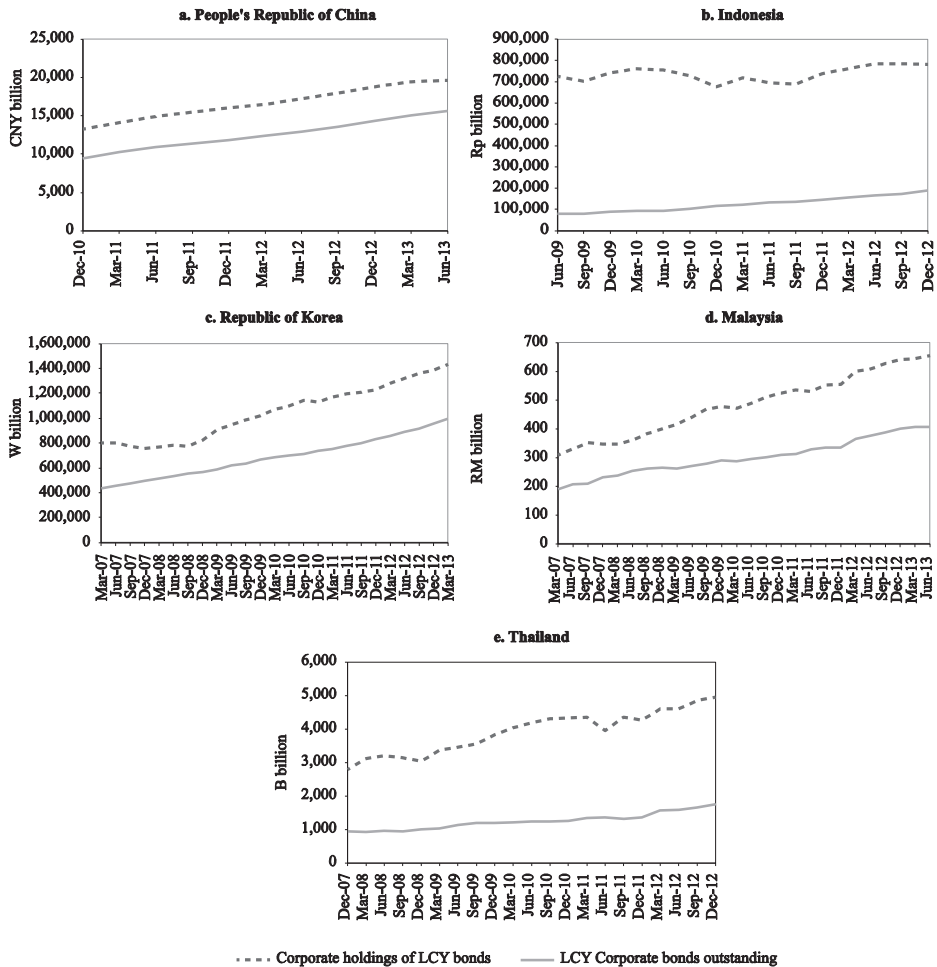 a. People's Republic of China
CNY billion
25,000
20,000
15,000
10,000
5,000
0
Dec-10
Mar-11
Jun-11
Sep-11
Dec-11
Mar-12
Jun-12
Sep-12
Dec-12
Mar-13
Jun-13
b. Indonesia
Rp billion
900,000
800,000
700,000
600,000
500,000
400,000
300,000
200,000
100,000
0
Jun-09
Sep-09
Dec-09
Mar-10
Jun-10
Sep-10
Dec-10
Mar-11
Jun-11
Sep-11
Dec-11
Mar-12
Jun-12
Sep-12
Dec-12
c. Republic of Korea
W billion
1,600,000
1,400,000
1,200,000
1,000,000
800,000
600,000
400,000
200,000
0
Mar-07
Jun-07
Sep-07
Dec-07
Mar-08
Jun-08
Sep-08
Dec-08
Mar-09
Jun-09
Sep-09
Dec-09
Mar-10
Jun-10
Sep-10
Dec-10
Mar-11
Jun-11
Sep-11
Dec-11
Mar-12
Jun-12
Sep-12
Dec-12
Mar-13
d. Malaysia
RM billion
700
600
500
400
300
200
100
0
Mar-07
Jun-07
Sep-07
Dec-07
Mar-08
Jun-08
Sep-08
Dec-08
Mar-09
Jun-09
Sep-09
Dec-09
Mar-10
Jun-10
Sep-10
Dec-10
Mar-11
Jun-11
Sep-11
Dec-11
Mar-12
Jun-12
Sep-12
Dec-12
Mar-13
Jun-13
e. Thailand
B billion
6,000
5,000
4,000
3,000
2,000
1,000
0
Dec-07
Mar-08
Jun-08
Sep-08
Dec-08
Mar-09
Jun-09
Sep-09
Dec-09
Mar-10
Jun-10
Sep-10
Dec-10
Mar-11
Jun-11
Sep-11
Dec-11
Mar-12
Jun-12
Sep-12
Dec-12
Corporate holdings of LCY bonds
LCY Corporate bonds outstanding